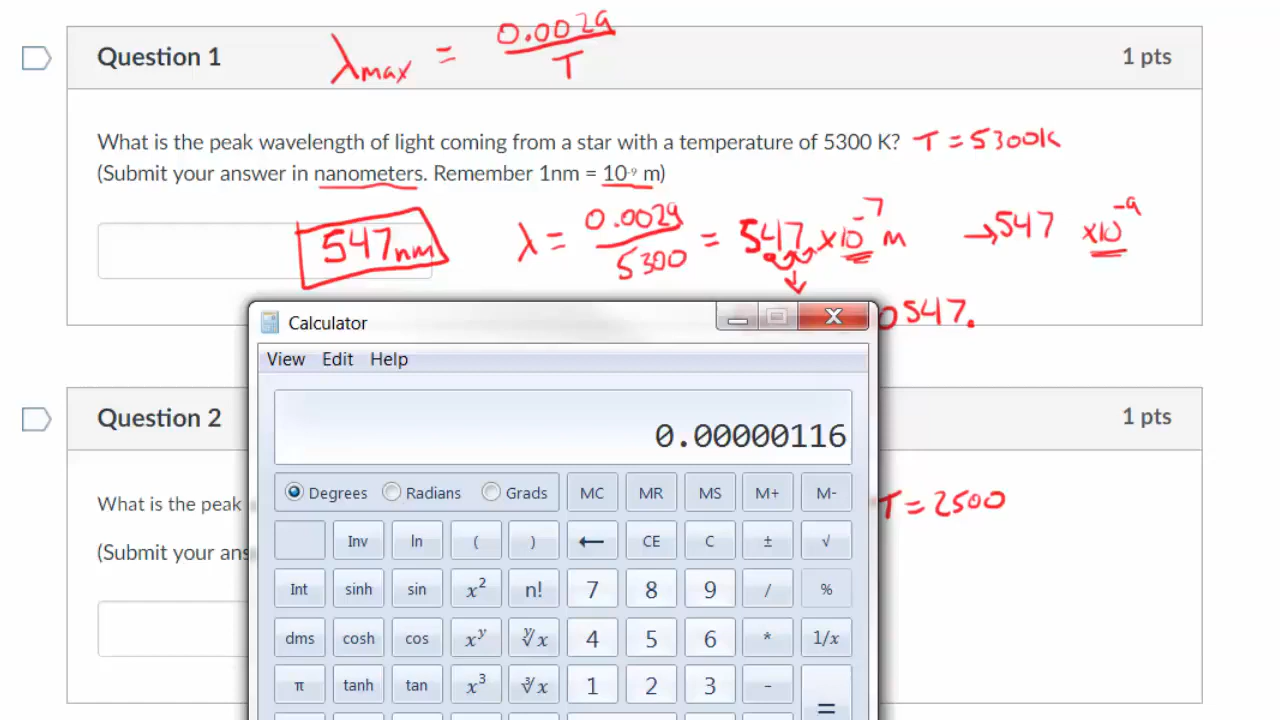 λmax = 0.0029 / T
Question 1
1 pts
What is the peak wavelength of light coming from a star with a temperature of 5300 K? T = 5300K
(Submit your answer in nanometers. Remember 1nm = 10⁻⁹ m)
547nm
λ = 0.0029 / 5300 = 547 ×10⁻⁷ m → 547 ×10⁻⁹
0547.
Calculator
View Edit Help
0.00000116
Degrees Radians Grads MC MR MS M+ M-
Inv ln ( ) ← CE C ± √
Int sinh sin x² n! 7 8 9 / %
dms cosh cos xʸ ʸ√x 4 5 6 * 1/x
π tanh tan x³ ³√x 1 2 3 - =
Question 2
1 pts
What is the peak
T = 2500
(Submit your ans